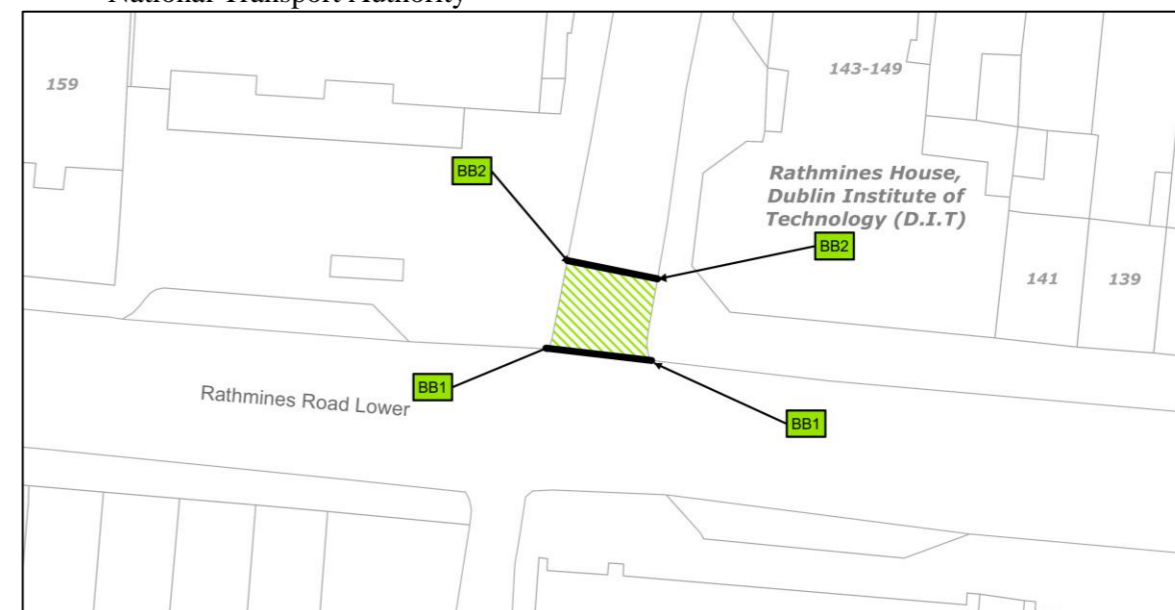 National Transport Authority
159
143-149
BB2
Rathmines House,
Dublin Institute of
Technology (D.I.T)
BB2
141
139
BB1
Rathmines Road Lower
BB1